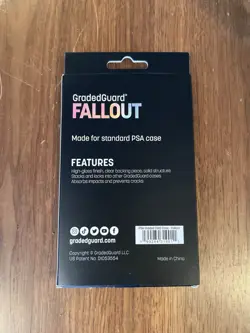 GradedGuard®
FALLOUT
Made for standard PSA case
FEATURES
High-gloss finish, clear backing piece, solid structure
Stacks and locks into other GradedGuard cases
Absorbs impacts and prevents cracks
gradedguard.com
Copyright © GradedGuard LLC
Made in China